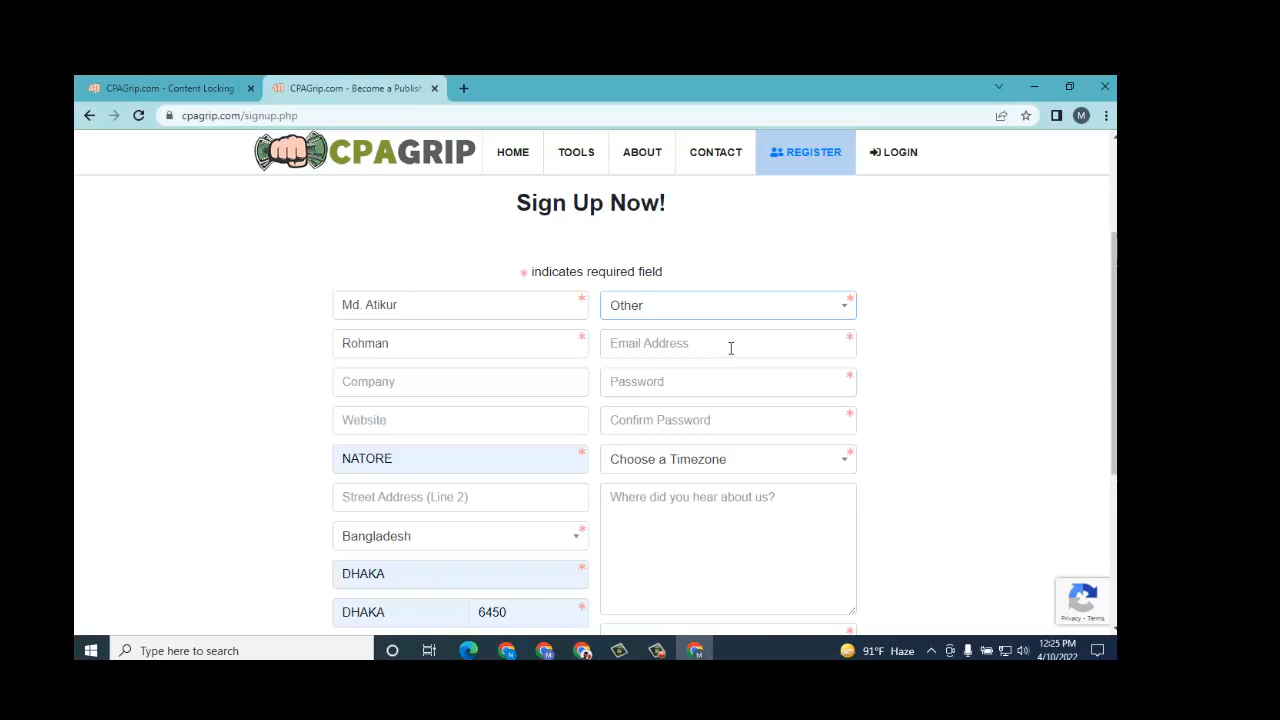 CPAGrip.com - Content Locking
CPAGrip.com - Become a Publish
cpagrip.com/signup.php
M
CPAGRIP
HOME
TOOLS
ABOUT
CONTACT
REGISTER
LOGIN
Sign Up Now!
* indicates required field
Md. Atikur *
Other *
Rohman *
Email Address *
Company
Password *
Website
Confirm Password *
NATORE *
Choose a Timezone *
Street Address (Line 2)
Where did you hear about us?
Bangladesh *
DHAKA *
DHAKA 6450 *
*
Privacy - Terms
Type here to search
91°F Haze
12:25 PM
4/10/2022